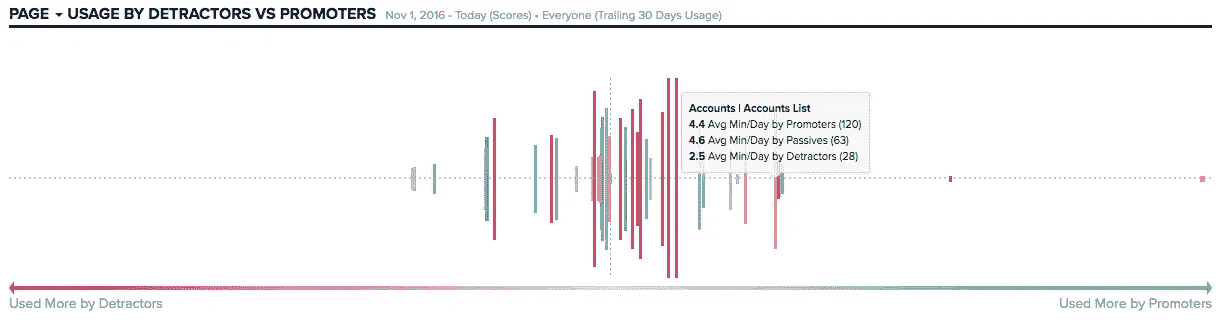 PAGE USAGE BY DETRACTORS VS PROMOTERS Nov 1, 2016 - Today (Scores) • Everyone (Trailing 30 Days Usage)
Accounts | Accounts List
4.4 Avg Min/Day by Promoters (120)
4.6 Avg Min/Day by Passives (63)
2.5 Avg Min/Day by Detractors (28)
Used More by Detractors Used More by Promoters